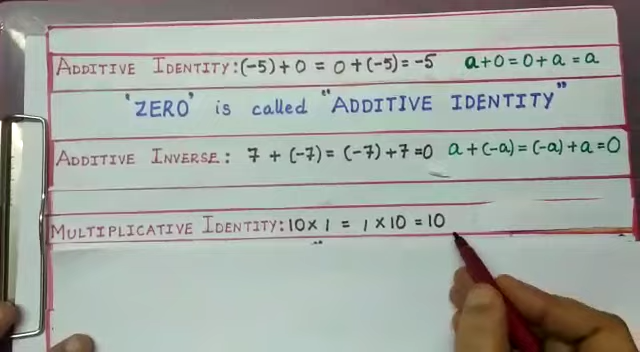 ADDITIVE IDENTITY:(-5)+0 = 0+(-5)=-5 a+0=0+a=a
'ZERO' is called "ADDITIVE IDENTITY"
ADDITIVE INVERSE: 7 + (-7) = (-7)+7=0 a+(-a)=(-a)+a=0
MULTIPLICATIVE IDENTITY:10×1 = 1×10=10